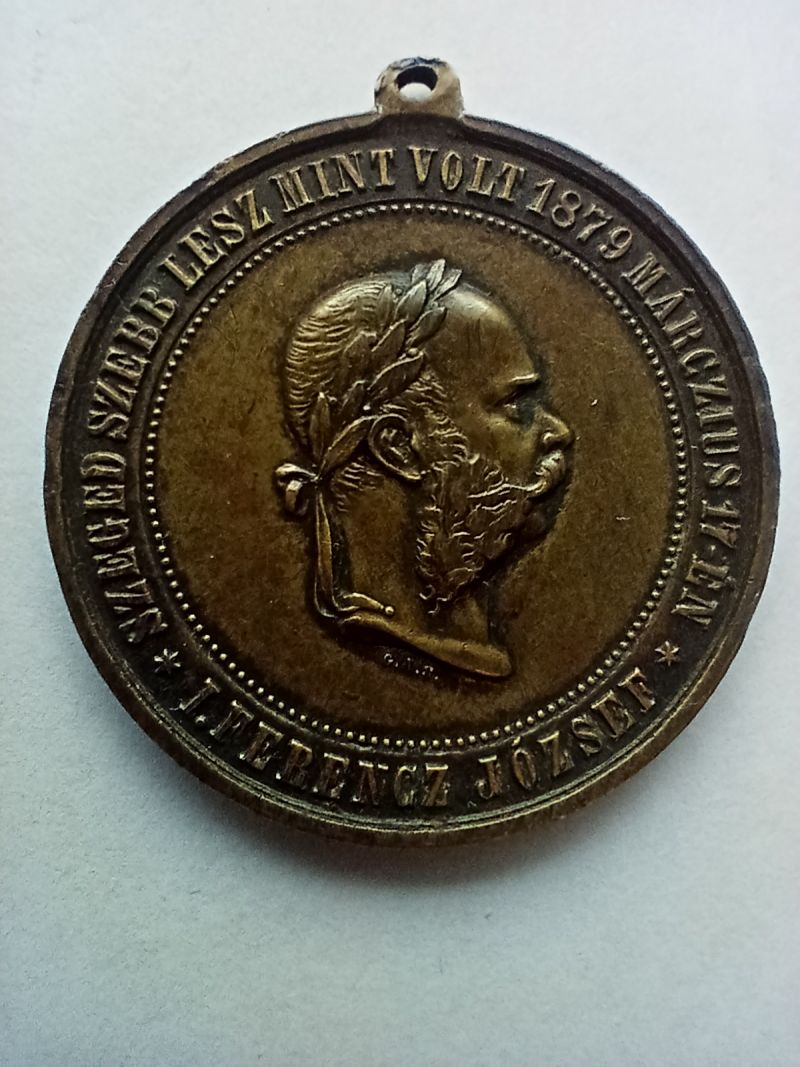 SZEGED SZEBB LESZ MINT VOLT 1879 MÁRCZIUS 17-ÉN
* I. FERENCZ JÓZSEF *